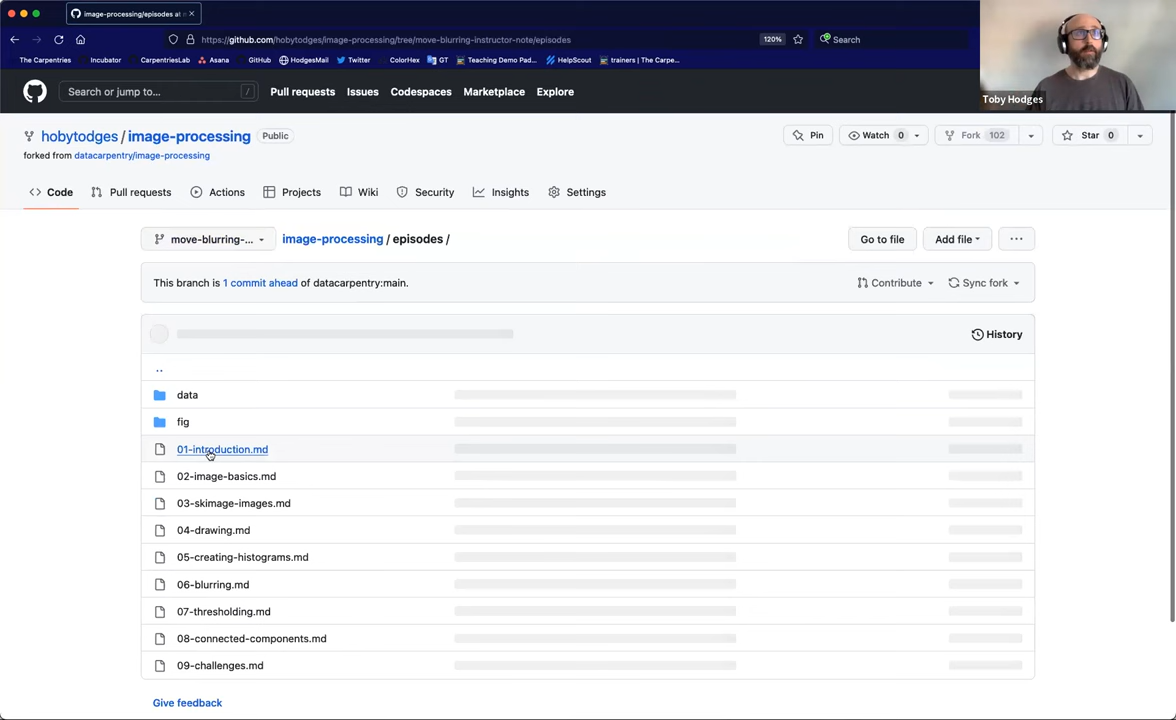 image-processing/episodes at
https://github.com/hobytodges/image-processing/tree/move-blurring-instructor-note/episodes
120%
Search
The Carpentries
Incubator
CarpentriesLab
Asana
GitHub
HodgesMail
Twitter
ColorHex
GT
Teaching Demo Pad...
HelpScout
trainers | The Carpe...
Toby Hodges
Search or jump to...
/
Pull requests
Issues
Codespaces
Marketplace
Explore
hobytodges / image-processing
Public
forked from datacarpentry/image-processing
Pin
Watch 0
Fork 102
Star 0
Code
Pull requests
Actions
Projects
Wiki
Security
Insights
Settings
move-blurring-...
image-processing / episodes /
Go to file
Add file
This branch is 1 commit ahead of datacarpentry:main.
Contribute
Sync fork
History
..
data
fig
01-introduction.md
02-image-basics.md
03-skimage-images.md
04-drawing.md
05-creating-histograms.md
06-blurring.md
07-thresholding.md
08-connected-components.md
09-challenges.md
Give feedback